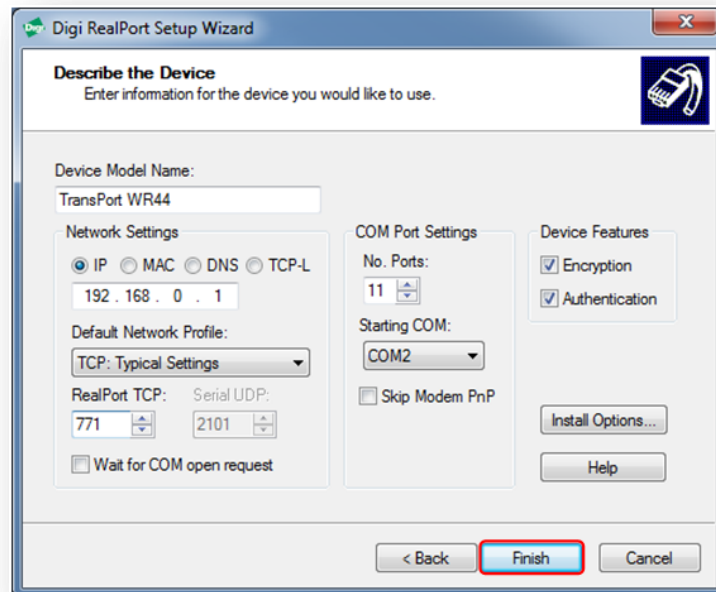 Digi Digi RealPort Setup Wizard
Describe the Device
Enter information for the device you would like to use.
Device Model Name:
TransPort WR44
Network Settings
IP MAC DNS TCP-L
192 . 168 . 0 . 1
Default Network Profile:
TCP: Typical Settings
RealPort TCP: Serial UDP:
771 2101
Wait for COM open request
COM Port Settings
No. Ports:
11
Starting COM:
COM2
Skip Modem PnP
Device Features
Encryption
Authentication
Install Options...
Help
< Back Finish Cancel